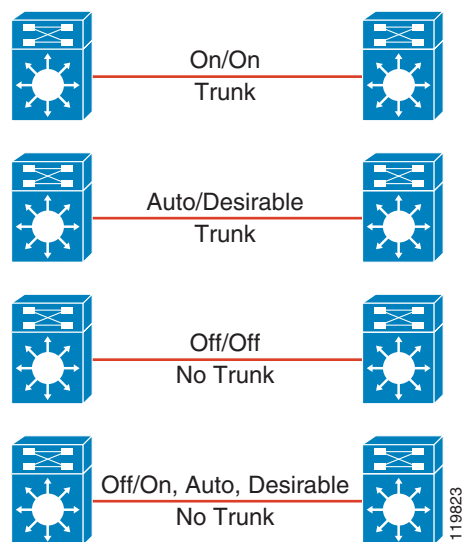 On/On
Trunk
Auto/Desirable
Trunk
Off/Off
No Trunk
Off/On, Auto, Desirable
No Trunk
119823